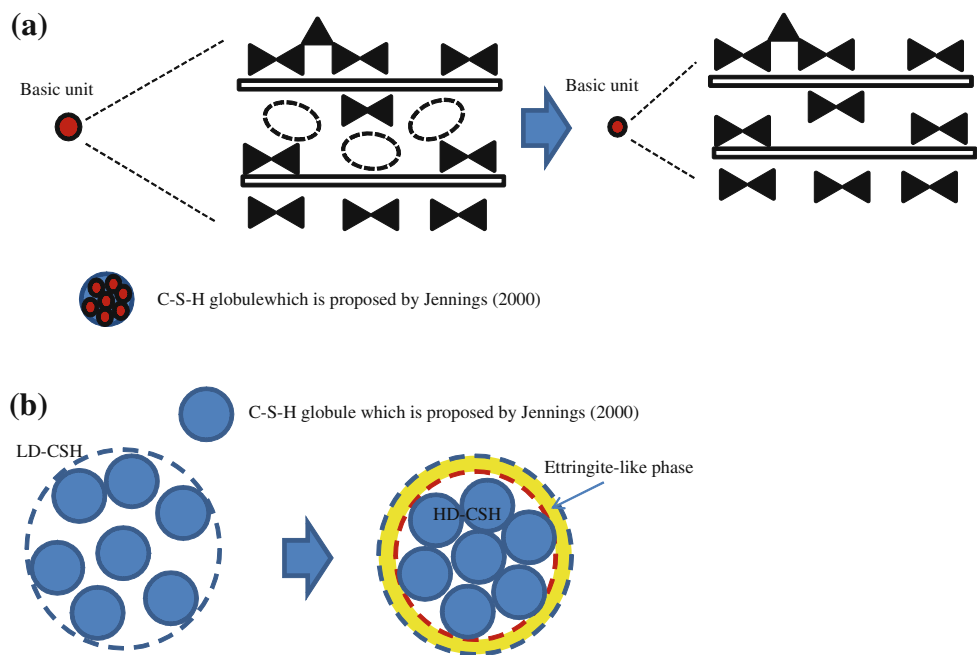 (a)
Basic unit
Basic unit
C-S-H globulewhich is proposed by Jennings (2000)
(b)
C-S-H globule which is proposed by Jennings (2000)
LD-CSH
Ettringite-like phase
HD-CSH